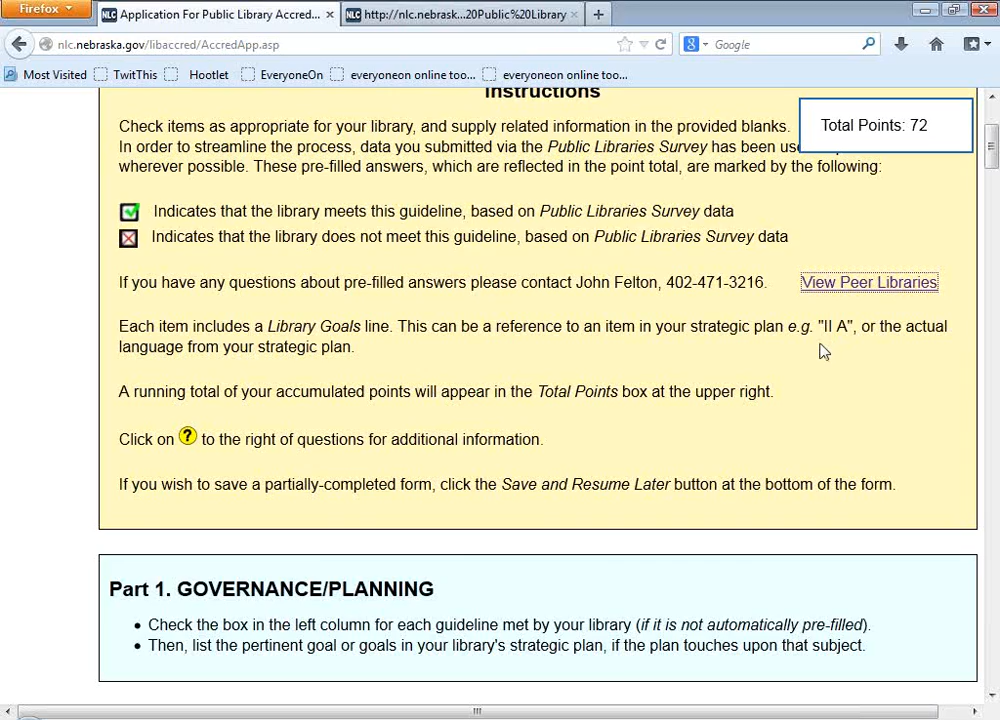 Firefox
Application For Public Library Accred...
http://nlc.nebrask...20Public%20Library
nlc.nebraska.gov/libaccred/AccredApp.asp
Google
Most Visited
TwitThis
Hootlet
EveryoneOn
everyoneon online too...
everyoneon online too...
Instructions
Total Points: 72
Check items as appropriate for your library, and supply related information in the provided blanks.
In order to streamline the process, data you submitted via the Public Libraries Survey has been
wherever possible. These pre-filled answers, which are reflected in the point total, are marked by the following:
Indicates that the library meets this guideline, based on Public Libraries Survey data
Indicates that the library does not meet this guideline, based on Public Libraries Survey data
If you have any questions about pre-filled answers please contact John Felton, 402-471-3216. View Peer Libraries
Each item includes a Library Goals line. This can be a reference to an item in your strategic plan e.g. "II A", or the actual
language from your strategic plan.
A running total of your accumulated points will appear in the Total Points box at the upper right.
Click on ? to the right of questions for additional information.
If you wish to save a partially-completed form, click the Save and Resume Later button at the bottom of the form.
Part 1. GOVERNANCE/PLANNING
• Check the box in the left column for each guideline met by your library (if it is not automatically pre-filled).
• Then, list the pertinent goal or goals in your library's strategic plan, if the plan touches upon that subject.